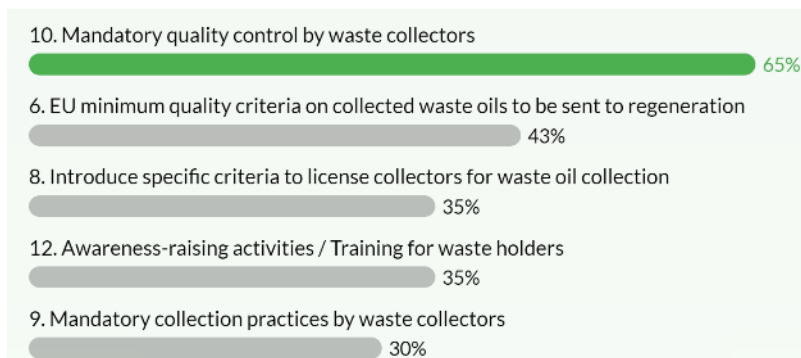 10. Mandatory quality control by waste collectors
65%
6. EU minimum quality criteria on collected waste oils to be sent to regeneration
43%
8. Introduce specific criteria to license collectors for waste oil collection
35%
12. Awareness-raising activities / Training for waste holders
35%
9. Mandatory collection practices by waste collectors
30%